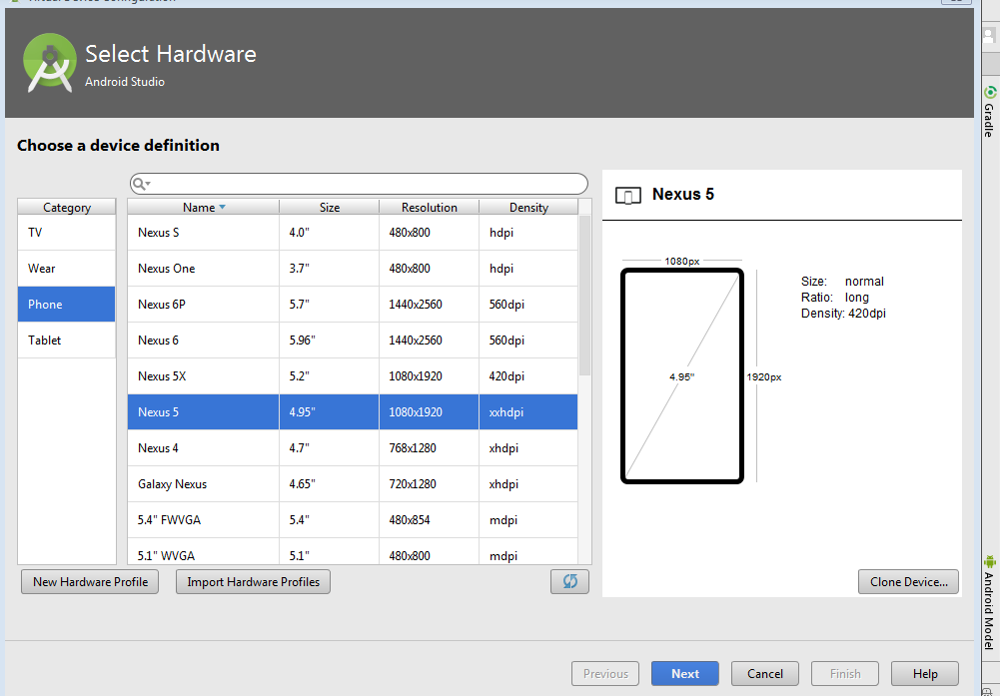 Virtual Device Configuration
Select Hardware
Android Studio
Choose a device definition
Category
TV
Wear
Phone
Tablet
Name Size Resolution Density
Nexus S 4.0" 480x800 hdpi
Nexus One 3.7" 480x800 hdpi
Nexus 6P 5.7" 1440x2560 560dpi
Nexus 6 5.96" 1440x2560 560dpi
Nexus 5X 5.2" 1080x1920 420dpi
Nexus 5 4.95" 1080x1920 xxhdpi
Nexus 4 4.7" 768x1280 xhdpi
Galaxy Nexus 4.65" 720x1280 xhdpi
5.4" FWVGA 5.4" 480x854 mdpi
5.1" WVGA 5.1" 480x800 mdpi
New Hardware Profile
Import Hardware Profiles
Nexus 5
1080px
4.95"
1920px
Size: normal
Ratio: long
Density: 420dpi
Clone Device...
Previous
Next
Cancel
Finish
Help
Gradle
Android Model